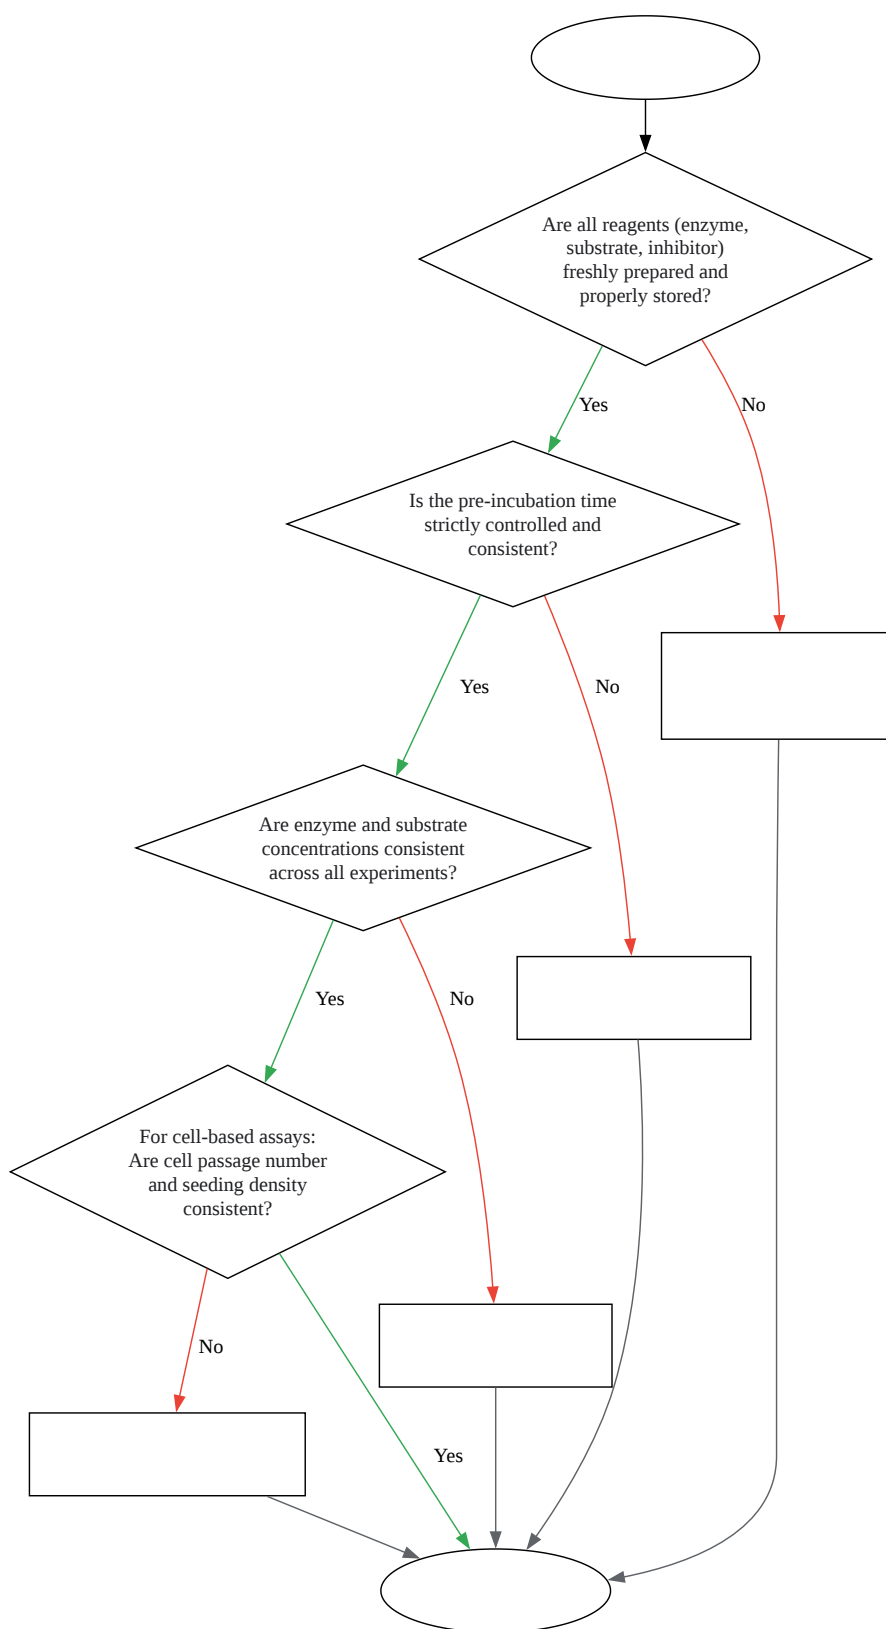 Are all reagents (enzyme,
substrate, inhibitor)
freshly prepared and
properly stored?
Yes
No
Is the pre-incubation time
strictly controlled and
consistent?
Yes
No
Are enzyme and substrate
concentrations consistent
across all experiments?
Yes
No
For cell-based assays:
Are cell passage number
and seeding density
consistent?
No
Yes